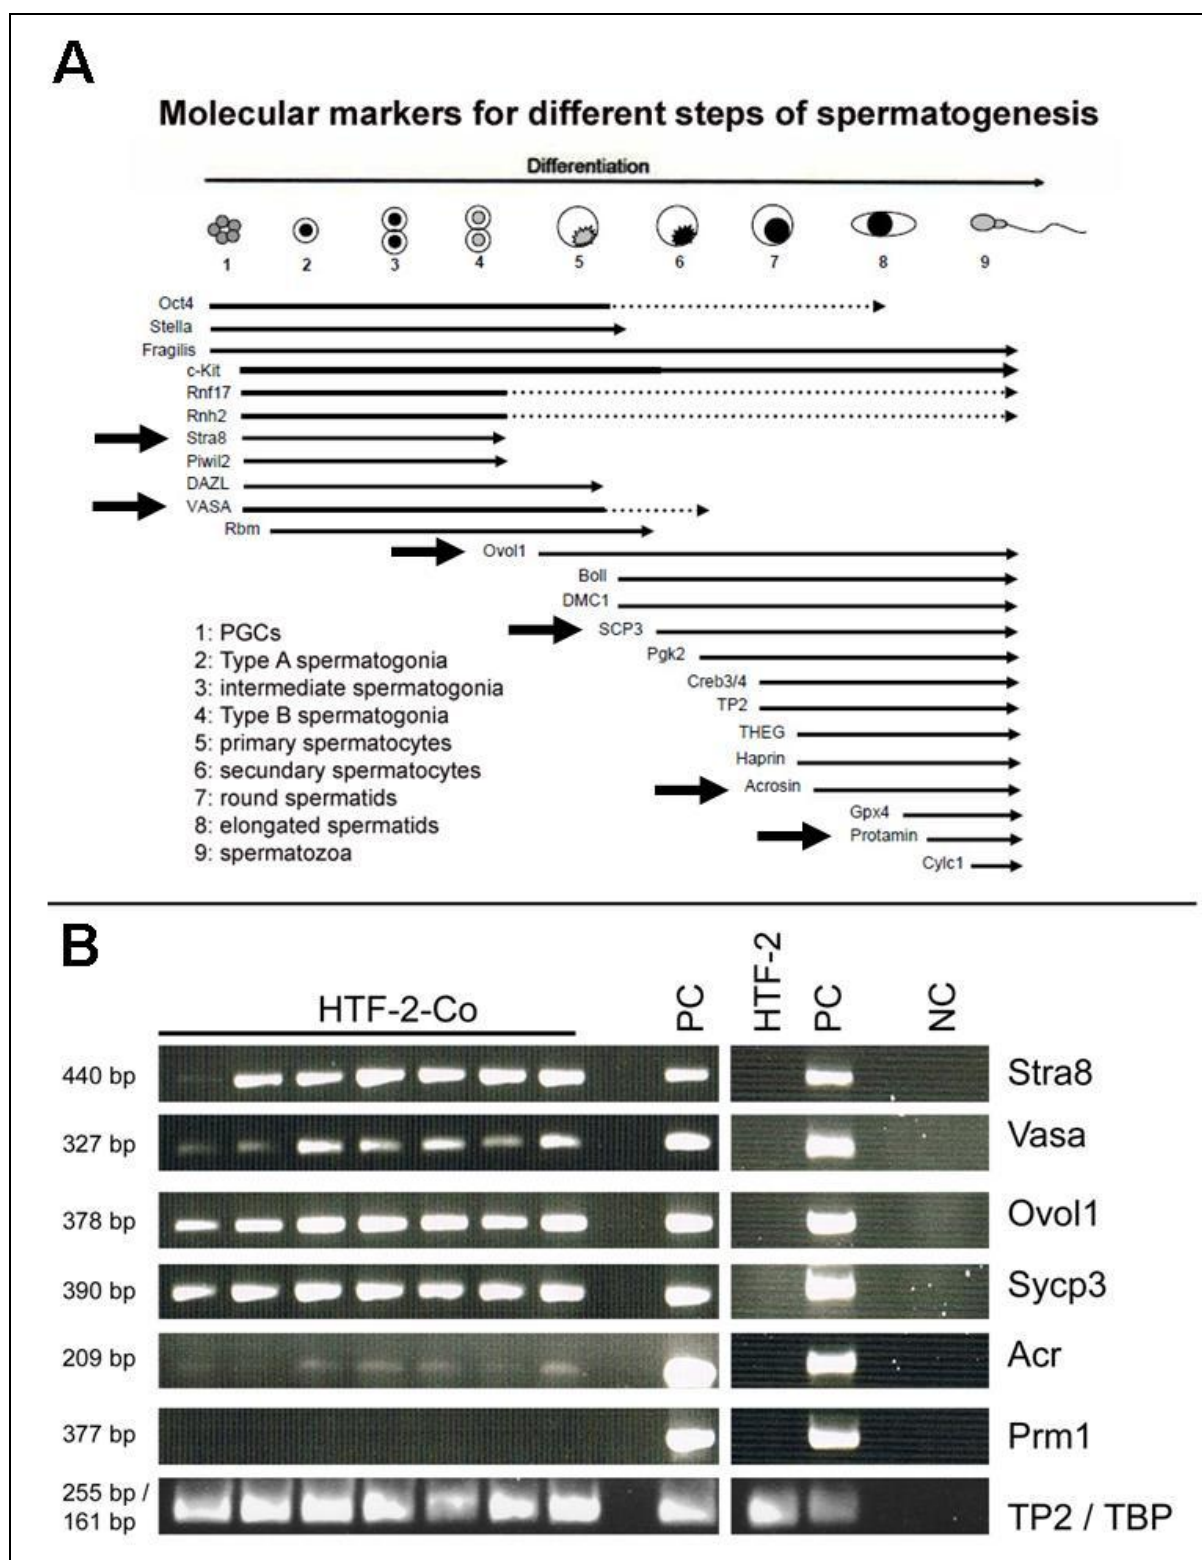 A
Molecular markers for different steps of spermatogenesis
Differentiation
1 2 3 4 5 6 7 8 9
Oct4
Stella
Fragilis
c-Kit
Rnf17
Rnh2
Stra8
Piwil2
DAZL
VASA
Rbm
Ovol1
Boll
DMC1
SCP3
Pgk2
Creb3/4
TP2
THEG
Haprin
Acrosin
Gpx4
Protamin
Cylc1
1: PGCs
2: Type A spermatogonia
3: intermediate spermatogonia
4: Type B spermatogonia
5: primary spermatocytes
6: secundary spermatocytes
7: round spermatids
8: elongated spermatids
9: spermatozoa
B
HTF-2-Co PC HTF-2 PC NC
440 bp Stra8
327 bp Vasa
378 bp Ovol1
390 bp Sycp3
209 bp Acr
377 bp Prm1
255 bp /
161 bp TP2 / TBP